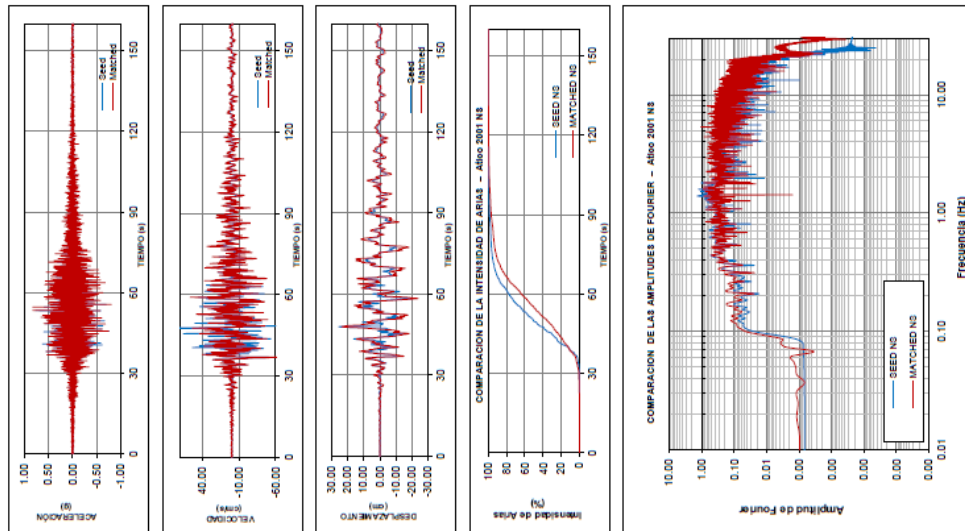 1.00
0.50
0.00
-0.50
-1.00
ACELERACIÓN
(g)
0
30
60
90
120
150
TIEMPO (s)
Seed
Matched
40.00
-10.00
-60.00
VELOCIDAD
(cm/s)
0
30
60
90
120
150
TIEMPO (s)
Seed
Matched
30.00
20.00
10.00
0.00
-10.00
-20.00
-30.00
DESPLAZAMIENTO
(cm)
0
30
60
90
120
150
TIEMPO (s)
Seed
Matched
COMPARACION DE LA INTENSIDAD DE ARIAS - Atico 2001 NS
100
80
60
40
20
0
Intensidad de Arias
(%)
0
30
60
90
120
150
SEED NS
MATCHED NS
COMPARACION DE LAS AMPLITUDES DE FOURIER - Atico 2001 NS
10.00
1.00
0.10
0.01
0.00
0.00
0.00
0.00
0.00
Amplitud de Fourier
0.01
0.10
1.00
10.00
Frecuencia (Hz)
SEED NS
MATCHED NS